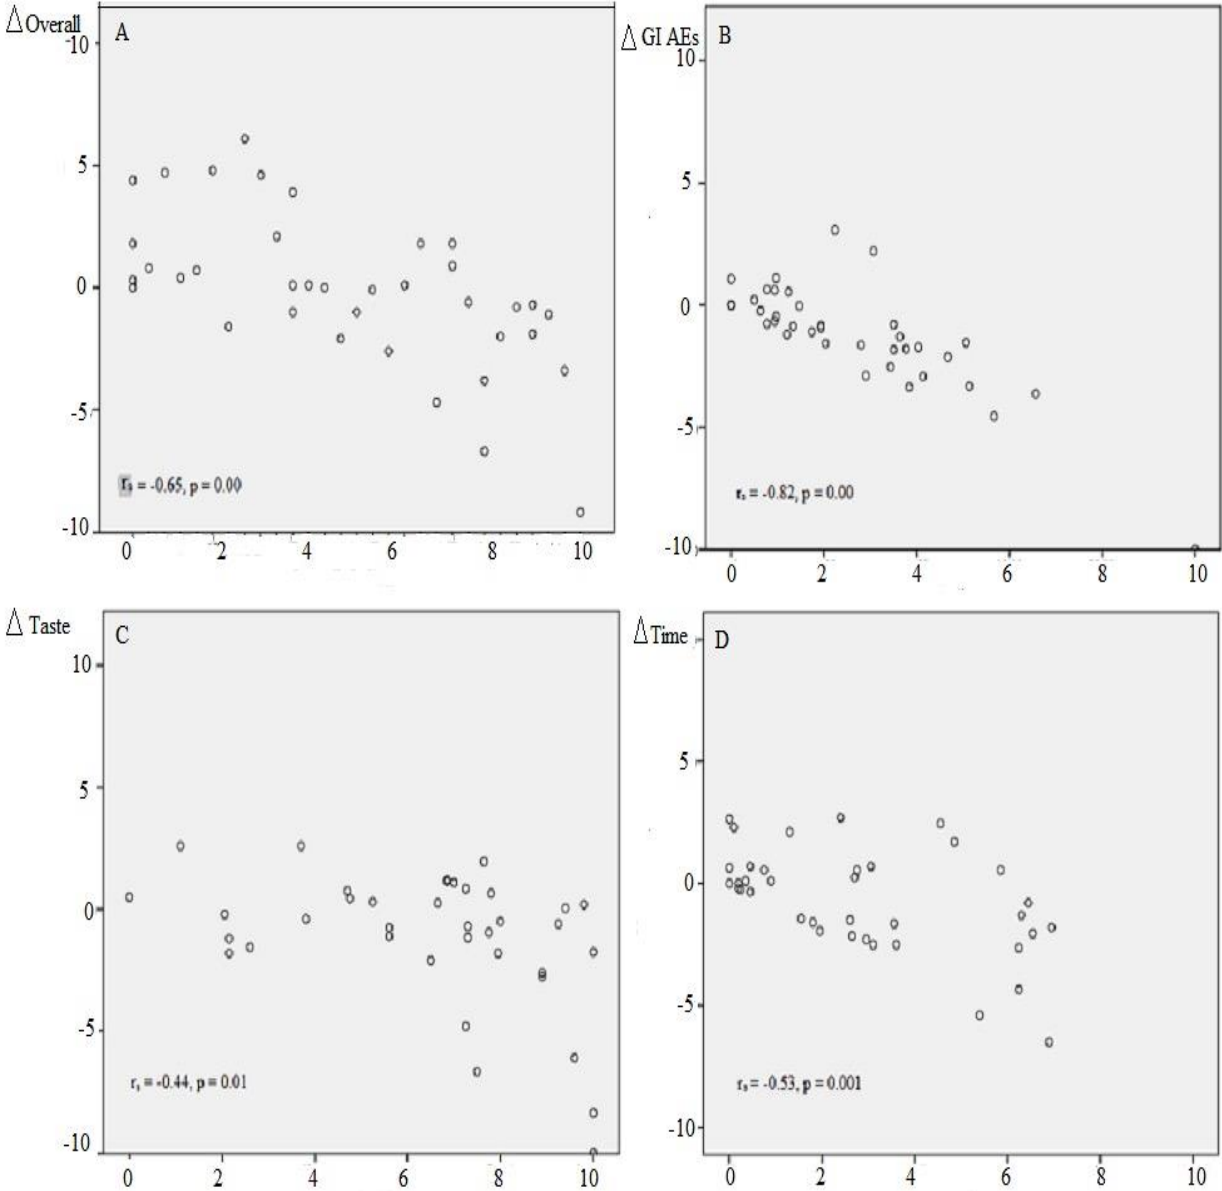 △ Overall
A
10
5
0
-5
-10
rₛ = -0.65, p = 0.00
0 2 4 6 8 10
△ GI AEs
B
10
5
0
-5
-10
rₛ = -0.82, p = 0.00
0 2 4 6 8 10
△ Taste
C
10
5
0
-5
-10
rₛ = -0.44, p = 0.01
0 2 4 6 8 10
△ Time
D
5
0
-5
-10
rₛ = -0.53, p = 0.001
0 2 4 6 8 10